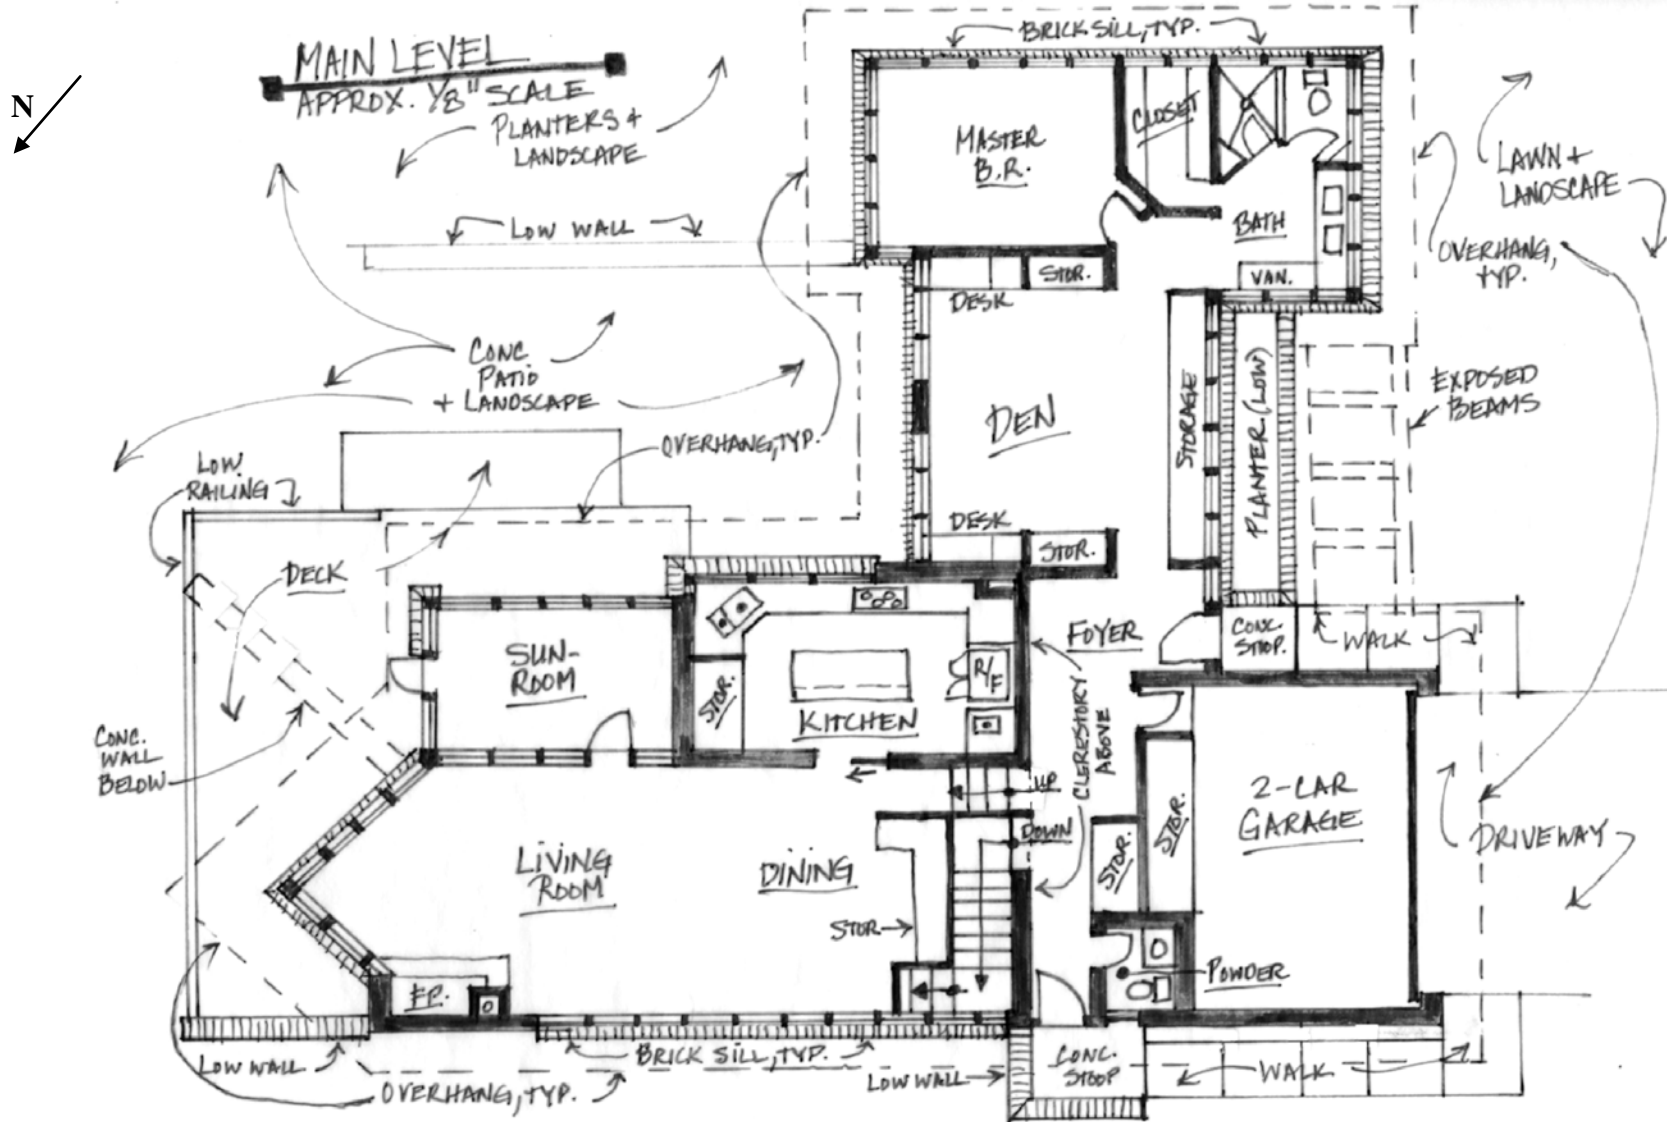 MAIN LEVEL
APPROX. 1/8" SCALE
N
PLANTERS +
LANDSCAPE
BRICK SILL, TYP.
LOW WALL
MASTER
B.R.
CLOSET
BATH
VAN.
LAWN +
LANDSCAPE
OVERHANG,
TYP.
STOR.
DESK
CONC
PATIO
+ LANDSCAPE
OVERHANG, TYP.
DEN
STORAGE
PLANTER (LOW)
EXPOSED
BEAMS
DESK
STOR.
LOW
RAILING
DECK
SUN-
ROOM
STOR.
KITCHEN
R/F
FOYER
CONC.
STOP.
WALK
CLERESTORY
ABOVE
CONC.
WALL
BELOW
UP
DOWN
LIVING
ROOM
DINING
STOR
STOR.
STOR.
2-CAR
GARAGE
DRIVEWAY
POWDER
F.P.
LOW WALL
BRICK SILL, TYP.
OVERHANG, TYP.
LOW WALL
CONC.
STOOP
WALK